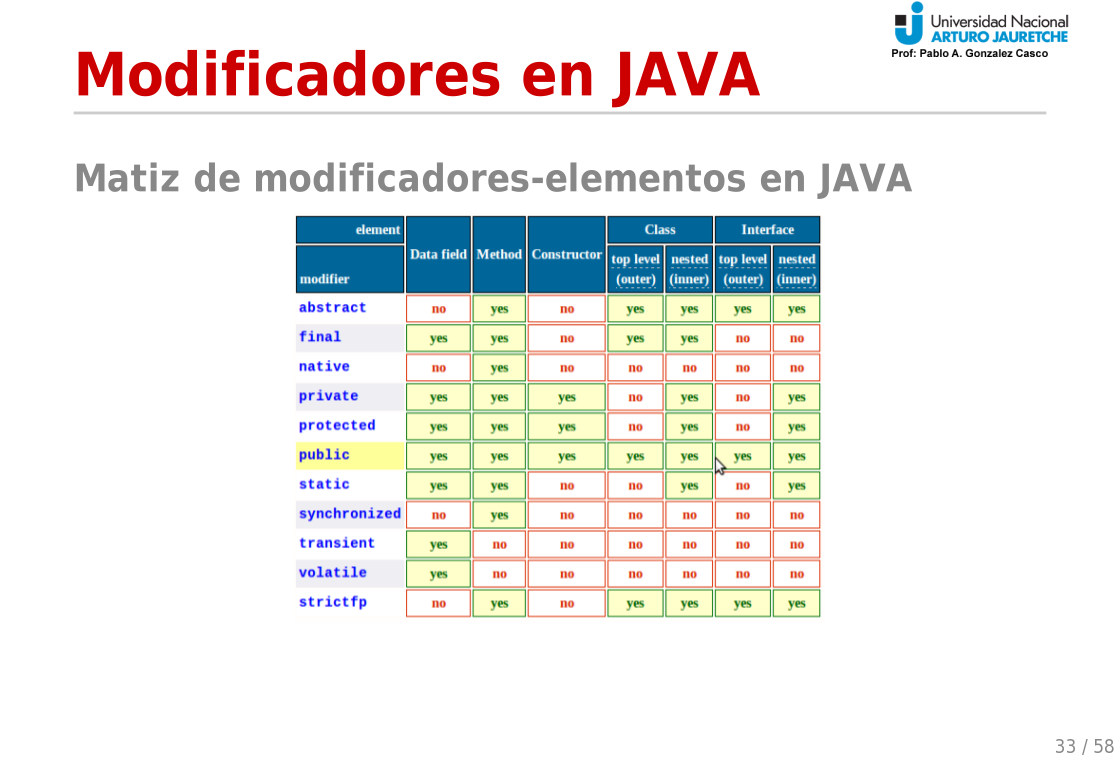 Universidad Nacional
ARTURO JAURETCHE
Prof: Pablo A. Gonzalez Casco
Modificadores en JAVA
Matiz de modificadores-elementos en JAVA
element Data field Method Constructor Class Interface
modifier top level (outer) nested (inner) top level (outer) nested (inner)
abstract no yes no yes yes yes yes
final yes yes no yes yes no no
native no yes no no no no no
private yes yes yes no yes no yes
protected yes yes yes no yes no yes
public yes yes yes yes yes yes yes
static yes yes no no yes no yes
synchronized no yes no no no no no
transient yes no no no no no no
volatile yes no no no no no no
strictfp no yes no yes yes yes yes
33 / 58